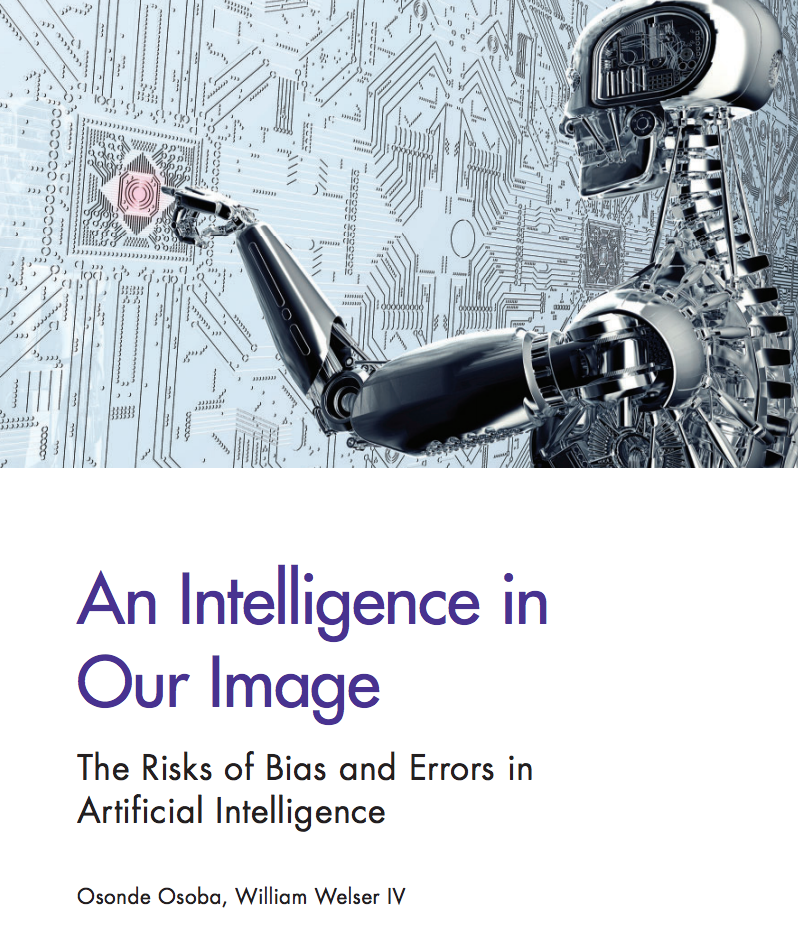 An Intelligence in
Our Image
The Risks of Bias and Errors in
Artificial Intelligence
Osonde Osoba, William Welser IV